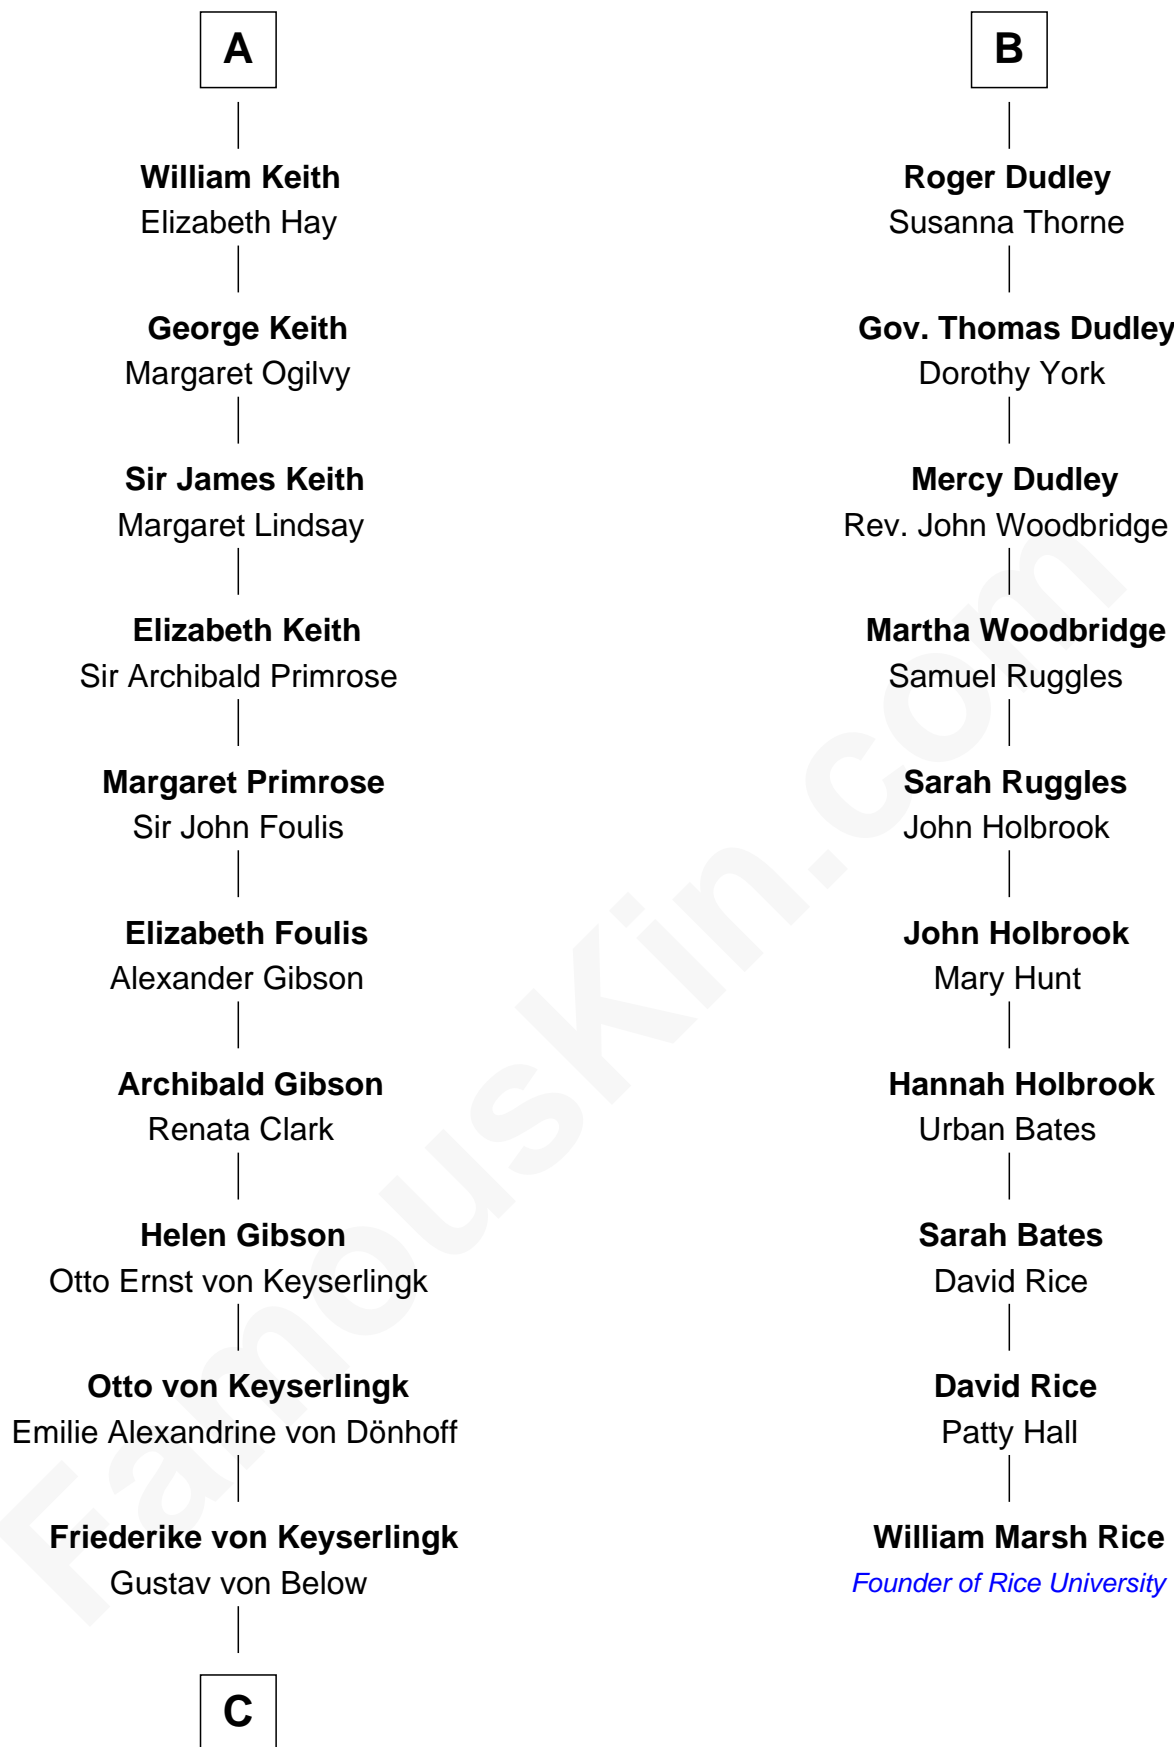 A
William Keith
Elizabeth Hay
George Keith
Margaret Ogilvy
Sir James Keith
Margaret Lindsay
Elizabeth Keith
Sir Archibald Primrose
Margaret Primrose
Sir John Foulis
Elizabeth Foulis
Alexander Gibson
Archibald Gibson
Renata Clark
Helen Gibson
Otto Ernst von Keyserlingk
Otto von Keyserlingk
Emilie Alexandrine von Dönhoff
Friederike von Keyserlingk
Gustav von Below
C
B
Roger Dudley
Susanna Thorne
Gov. Thomas Dudley
Dorothy York
Mercy Dudley
Rev. John Woodbridge
Martha Woodbridge
Samuel Ruggles
Sarah Ruggles
John Holbrook
John Holbrook
Mary Hunt
Hannah Holbrook
Urban Bates
Sarah Bates
David Rice
David Rice
Patty Hall
William Marsh Rice
Founder of Rice University
FamousKin.com